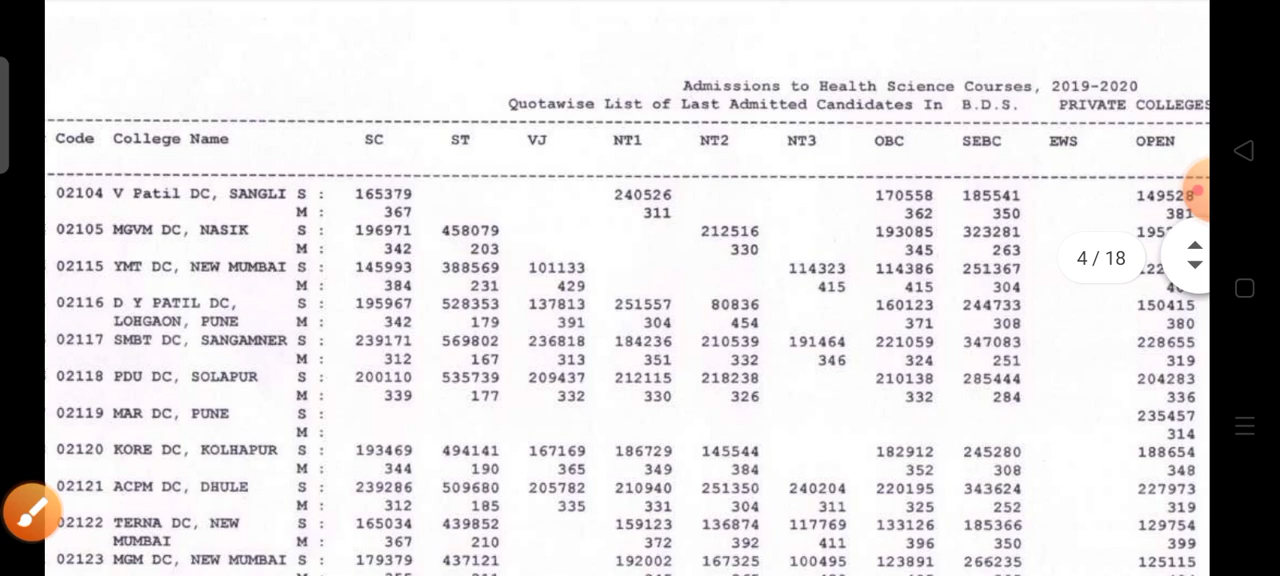 Admissions to Health Science Courses, 2019-2020
Quotawise List of Last Admitted Candidates In B.D.S. PRIVATE COLLEGES
Code College Name SC ST VJ NT1 NT2 NT3 OBC SEBC EWS OPEN
02104 V Patil DC, SANGLI S : 165379 240526 170558 185541 149528
M : 367 311 362 350 381
02105 MGVM DC, NASIK S : 196971 458079 212516 193085 323281
M : 342 203 330 345 263
4 / 18
02115 YMT DC, NEW MUMBAI S : 145993 388569 101133 114323 114386 251367
M : 384 231 429 415 415 304
02116 D Y PATIL DC, S : 195967 528353 137813 251557 80836 160123 244733 150415
LOHGAON, PUNE M : 342 179 391 304 454 371 308 380
02117 SMBT DC, SANGAMNER S : 239171 569802 236818 184236 210539 191464 221059 347083 228655
M : 312 167 313 351 332 346 324 251 319
02118 PDU DC, SOLAPUR S : 200110 535739 209437 212115 218238 210138 285444 204283
M : 339 177 332 330 326 332 284 336
02119 MAR DC, PUNE S : 235457
M : 314
02120 KORE DC, KOLHAPUR S : 193469 494141 167169 186729 145544 182912 245280 188654
M : 344 190 365 349 384 352 308 348
02121 ACPM DC, DHULE S : 239286 509680 205782 210940 251350 240204 220195 343624 227973
M : 312 185 335 331 304 311 325 252 319
02122 TERNA DC, NEW S : 165034 439852 159123 136874 117769 133126 185366 129754
MUMBAI M : 367 210 372 392 411 396 350 399
02123 MGM DC, NEW MUMBAI S : 179379 437121 192002 167325 100495 123891 266235 125115